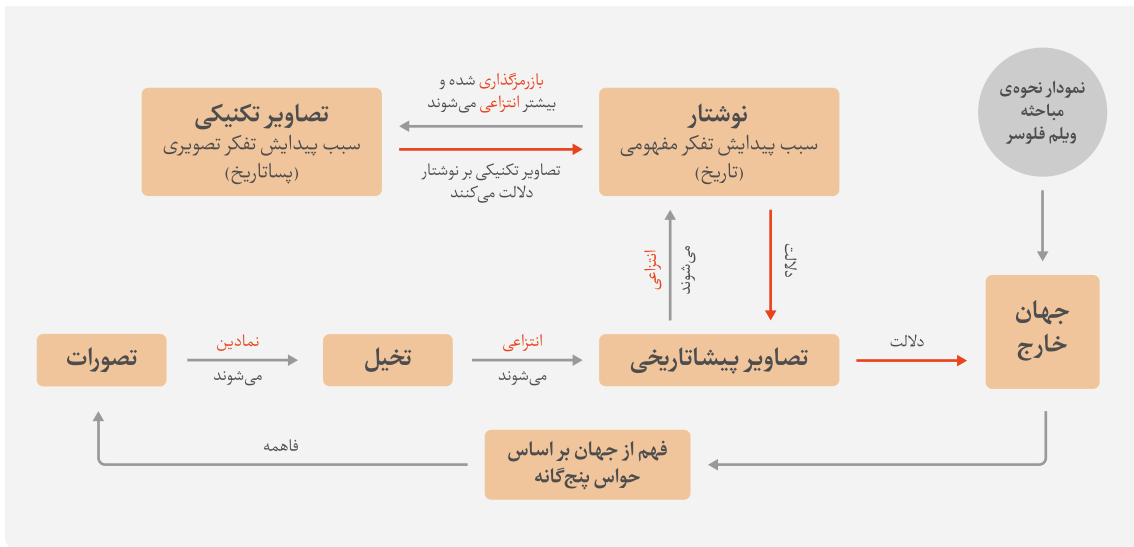 نمودار نحوه‌ی
مباحثه
ویلم فلوسر
جهان
خارج
فهم از جهان بر اساس
حواس پنج‌گانه
فاهمه
تصورات
نمادین
می‌شوند
تخیل
انتزاعی
می‌شوند
تصاویر پیشاتاریخی
دلالت
انتزاعی
می‌شوند
دلالت
نوشتار
سبب پیدایش تفکر مفهومی
(تاریخ)
بازرمزگذاری شده و
بیشتر انتزاعی می‌شوند
تصاویر تکنیکی بر نوشتار
دلالت می‌کنند
تصاویر تکنیکی
سبب پیدایش تفکر تصویری
(پساتاریخ)